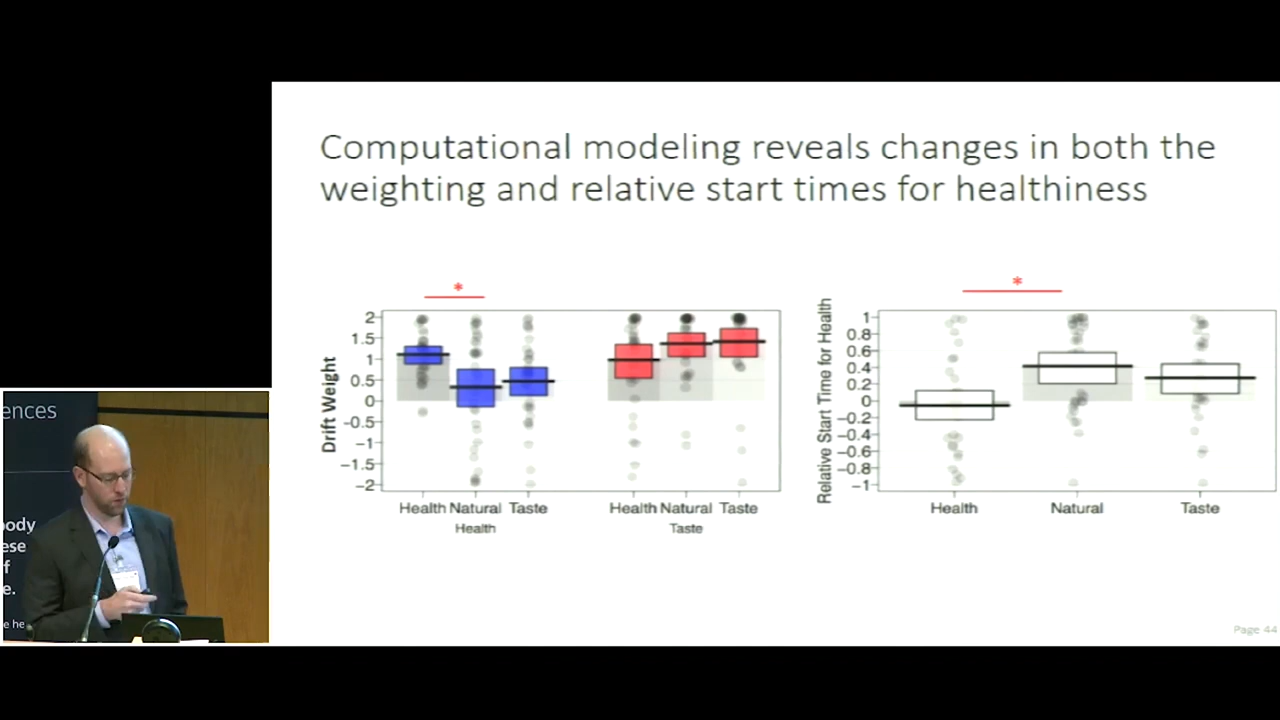 Computational modeling reveals changes in both the
weighting and relative start times for healthiness
*
*
Drift Weight
2
1.5
1
0.5
0
−0.5
−1
−1.5
−2
Health Natural Taste
Health
Health Natural Taste
Taste
Relative Start Time for Health
1
0.8
0.6
0.4
0.2
0
−0.2
−0.4
−0.6
−0.8
−1
Health
Natural
Taste
Page 44
ences
body
ese
f
e.
e he